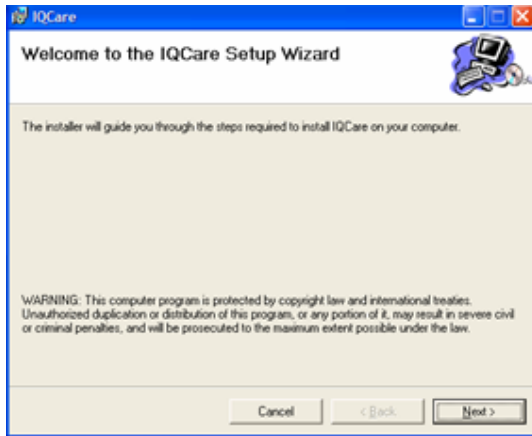 IQCare
Welcome to the IQCare Setup Wizard
The installer will guide you through the steps required to install IQCare on your computer.
WARNING: This computer program is protected by copyright law and international treaties.
Unauthorized duplication or distribution of this program, or any portion of it, may result in severe civil
or criminal penalties, and will be prosecuted to the maximum extent possible under the law.
Cancel < Back Next >